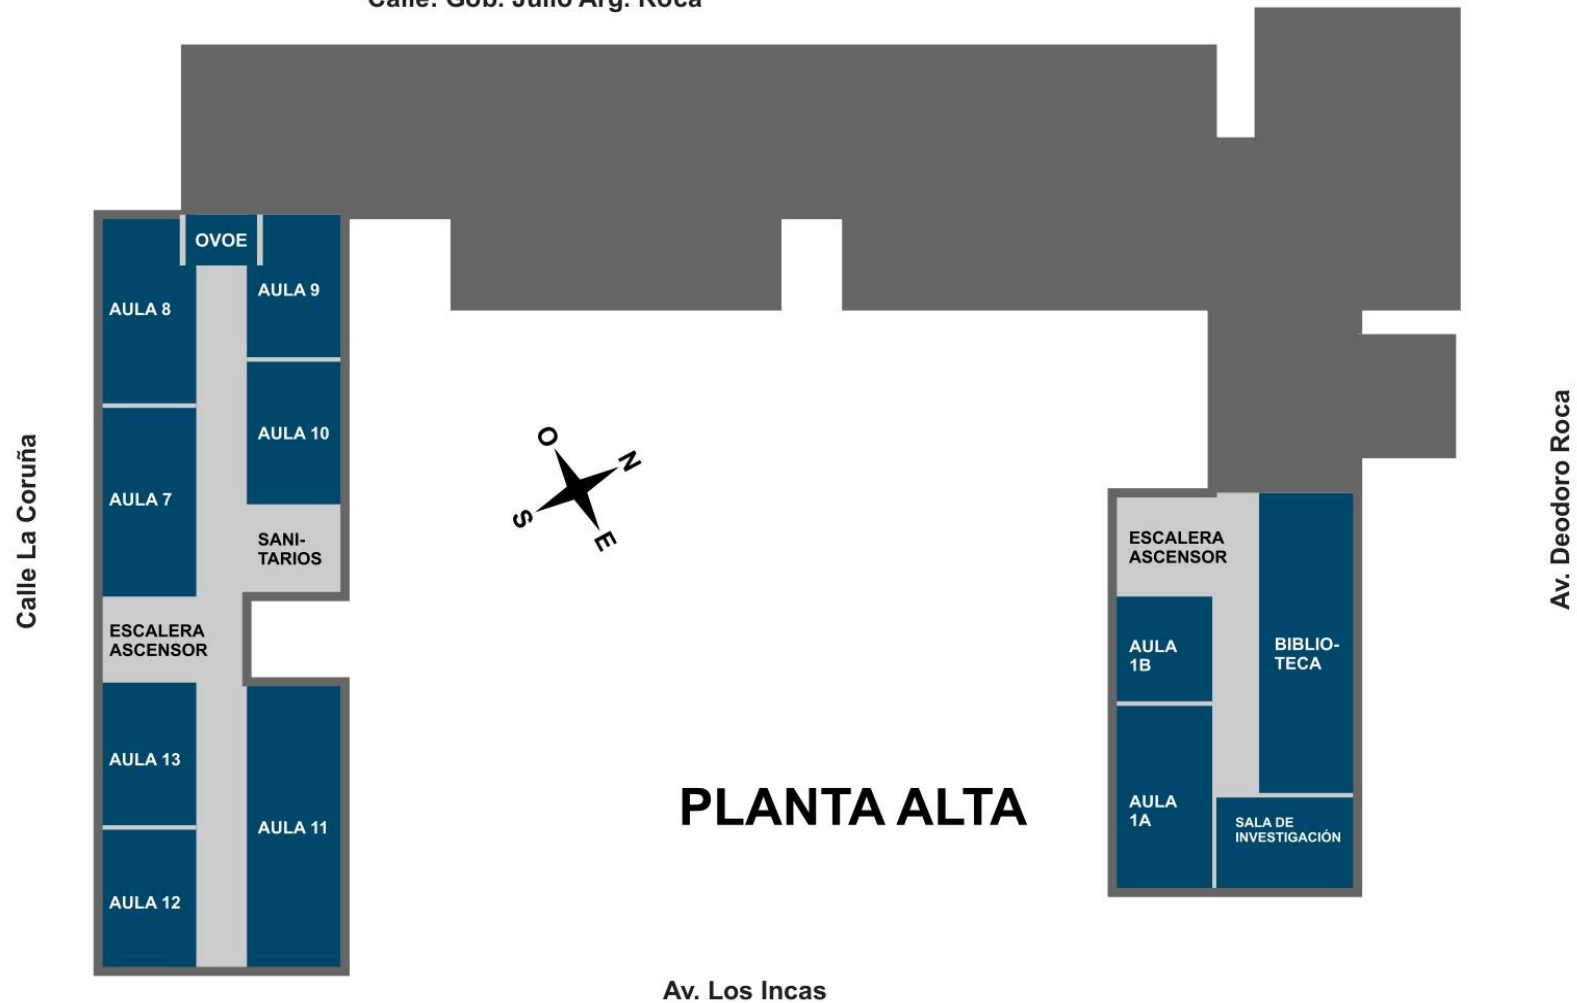 Calle: Gob. Julio Arg. Roca
OVOE
AULA 8
AULA 9
AULA 10
AULA 7
SANI-
TARIOS
ESCALERA
ASCENSOR
AULA 13
AULA 11
AULA 12
Calle La Coruña
O
N
S
E
PLANTA ALTA
ESCALERA
ASCENSOR
AULA
1B
BIBLIO-
TECA
AULA
1A
SALA DE
INVESTIGACIÓN
Av. Deodoro Roca
Av. Los Incas